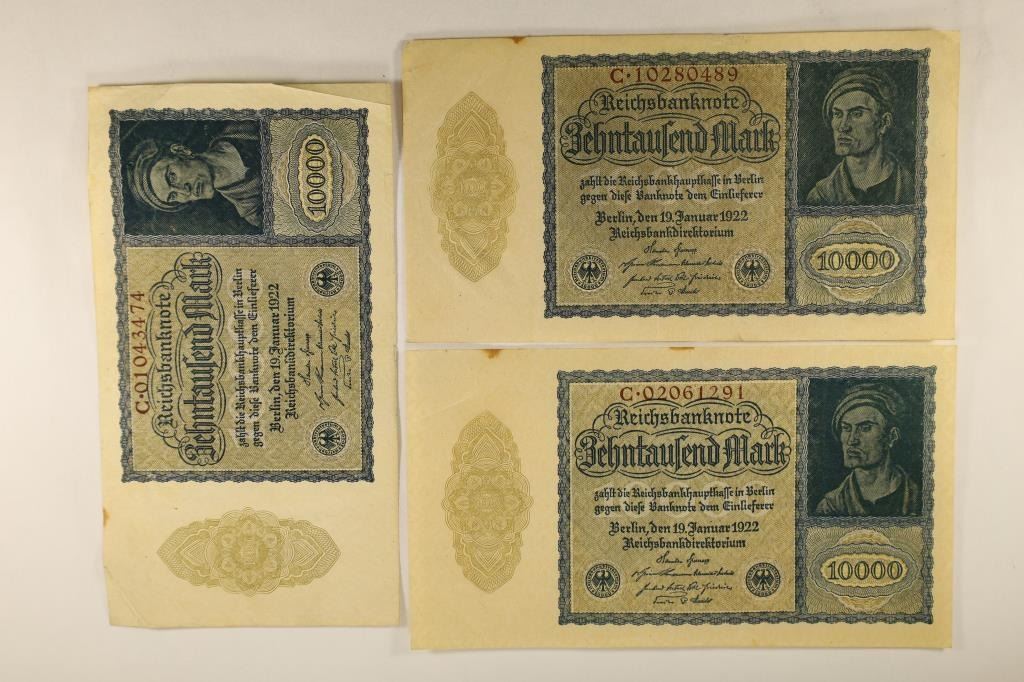 C·01043474
Reichsbanknote
Zehntausend Mark
zahlt die Reichsbankhauptkasse in Berlin
gegen diese Banknote dem Einlieferer
Berlin, den 19. Januar 1922
Reichsbankdirektorium
10000
C·10280489
Reichsbanknote
Zehntausend Mark
zahlt die Reichsbankhauptkasse in Berlin
gegen diese Banknote dem Einlieferer
Berlin, den 19. Januar 1922
Reichsbankdirektorium
10000
C·02061291
Reichsbanknote
Zehntausend Mark
zahlt die Reichsbankhauptkasse in Berlin
gegen diese Banknote dem Einlieferer
Berlin, den 19. Januar 1922
Reichsbankdirektorium
10000